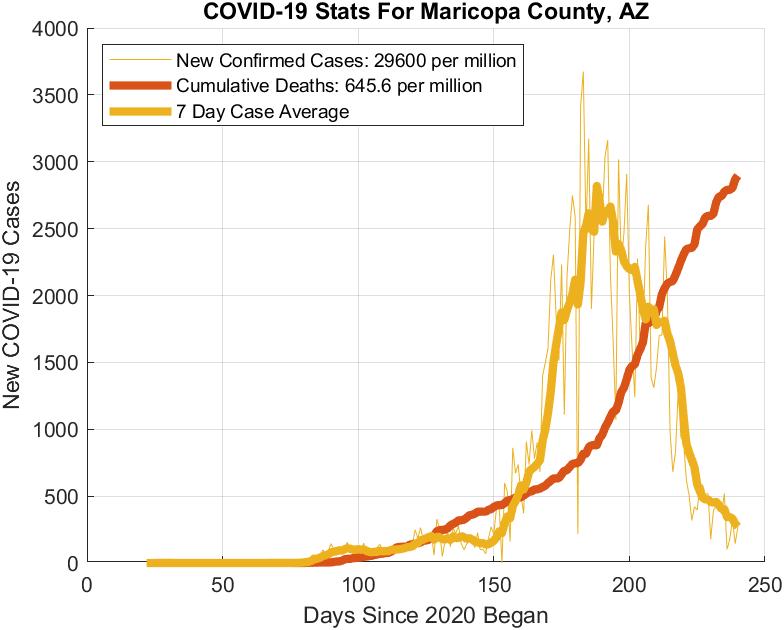 COVID-19 Stats For Maricopa County, AZ
New Confirmed Cases: 29600 per million
Cumulative Deaths: 645.6 per million
7 Day Case Average
New COVID-19 Cases
4000
3500
3000
2500
2000
1500
1000
500
0
0 50 100 150 200 250
Days Since 2020 Began